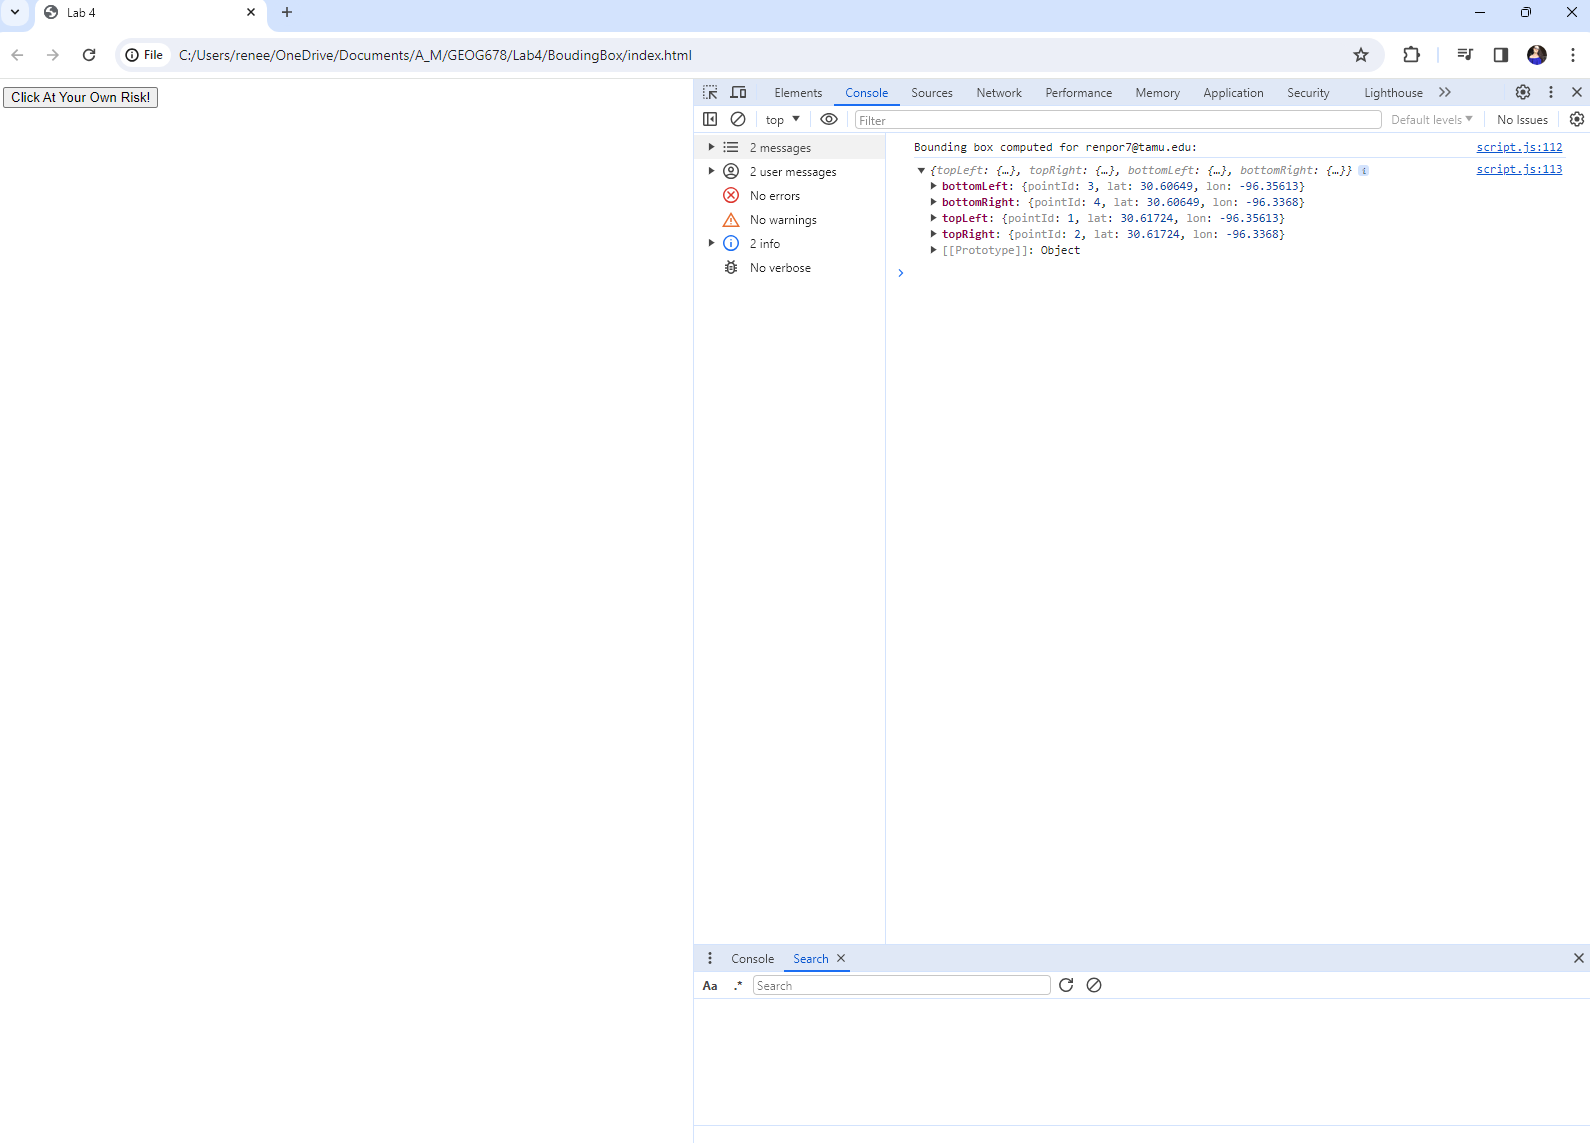 Lab 4
File C:/Users/renee/OneDrive/Documents/A_M/GEOG678/Lab4/BoudingBox/index.html
Click At Your Own Risk!
Elements Console Sources Network Performance Memory Application Security Lighthouse
top Filter Default levels No Issues
2 messages
2 user messages
No errors
No warnings
2 info
No verbose
Bounding box computed for renpor7@tamu.edu: script.js:112
{topLeft: {…}, topRight: {…}, bottomLeft: {…}, bottomRight: {…}} i script.js:113
bottomLeft: {pointId: 3, lat: 30.60649, lon: -96.35613}
bottomRight: {pointId: 4, lat: 30.60649, lon: -96.3368}
topLeft: {pointId: 1, lat: 30.61724, lon: -96.35613}
topRight: {pointId: 2, lat: 30.61724, lon: -96.3368}
[[Prototype]]: Object
Console Search
Aa .* Search